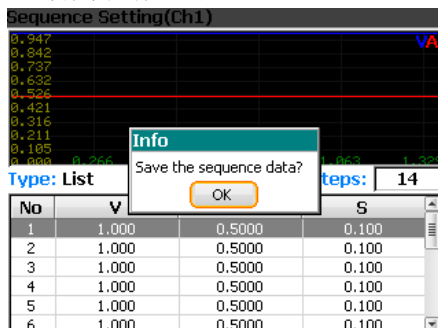 Sequence Setting(Ch1)
0.947 VA
0.842
0.737
0.632
0.526
0.421
0.316
0.211
0.105
0.000 0.266 1.063 1.329
Info
Save the sequence data?
OK
Type: List Steps: 14
No V S
1 1.000 0.5000 0.100
2 1.000 0.5000 0.100
3 1.000 0.5000 0.100
4 1.000 0.5000 0.100
5 1.000 0.5000 0.100
6 1.000 0.5000 0.100